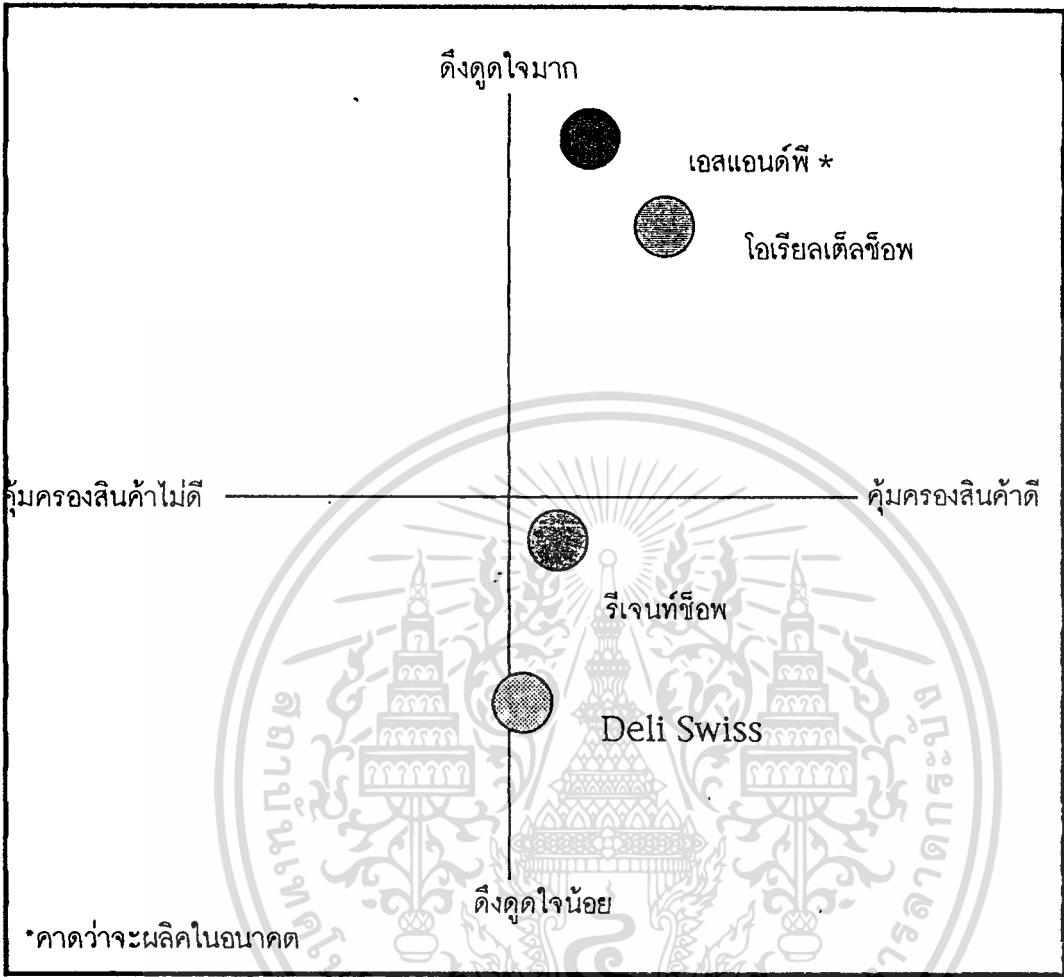 ดึงดูดใจมาก
เอสแอนด์พี *
โอเรียลเต็ลช็อพ
คุ้มครองสินค้าไม่ดี
คุ้มครองสินค้าดี
รีเจนท์ช็อพ
Deli Swiss
ดึงดูดใจน้อย
*คาดว่าจะผลิคในอนาคต